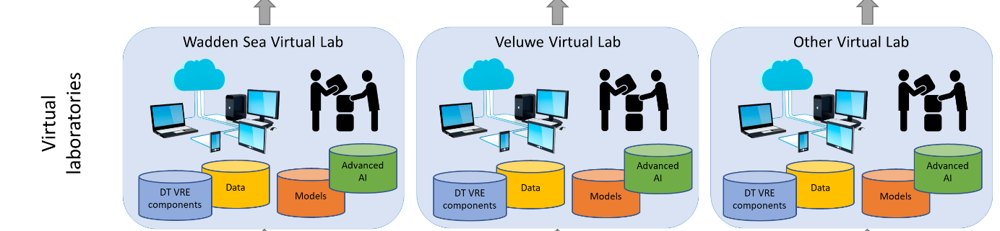 Virtual
laboratories
Wadden Sea Virtual Lab
DT VRE
components
Data
Models
Advanced
AI
Veluwe Virtual Lab
DT VRE
components
Data
Models
Advanced
AI
Other Virtual Lab
DT VRE
components
Data
Models
Advanced
AI